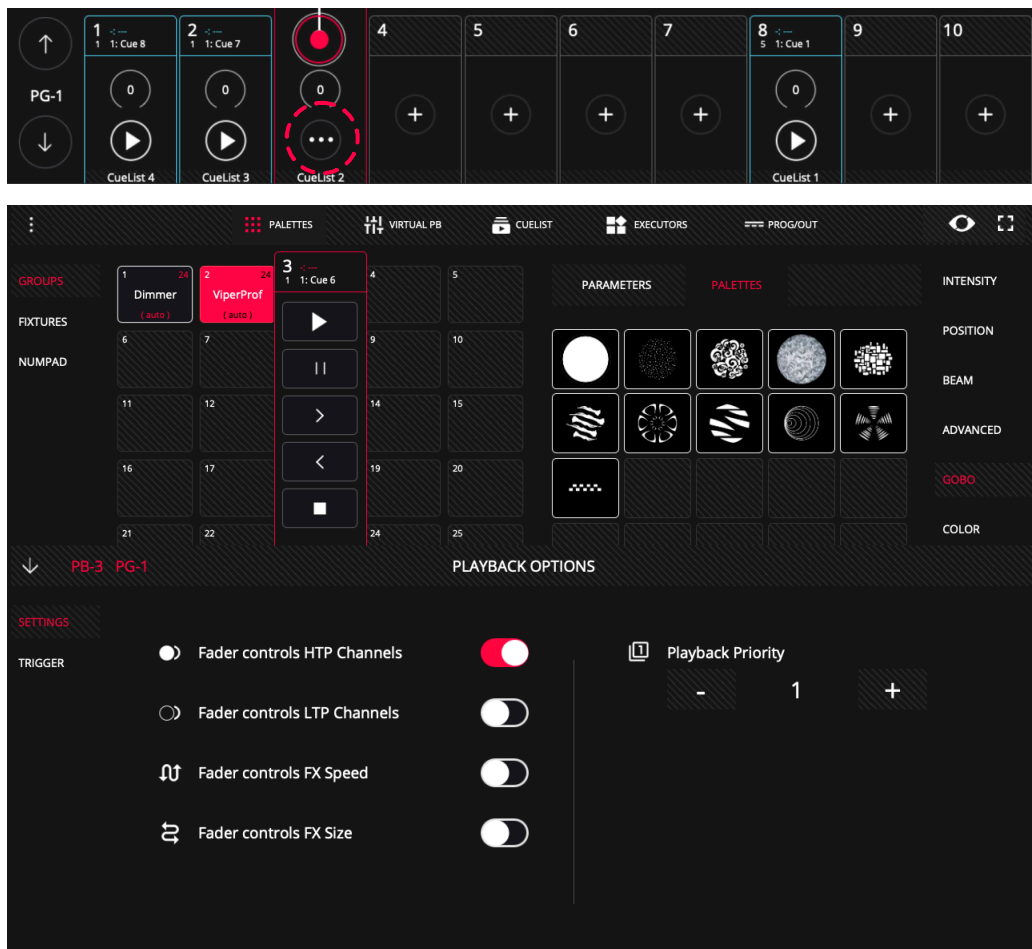 1 -:--
1 1: Cue 8
2 -:--
1 1: Cue 7
4
5
6
7
8 -:--
5 1: Cue 1
9
10
PG-1
0
0
0
0
CueList 4
CueList 3
CueList 2
CueList 1
PALETTES
VIRTUAL PB
CUELIST
EXECUTORS
PROG/OUT
GROUPS
FIXTURES
NUMPAD
1 24
Dimmer
( auto )
2 24
ViperProf
( auto )
3 -:--
1 1: Cue 6
4
5
6
7
9
10
11
12
14
15
16
17
19
20
21
22
24
25
PARAMETERS
PALETTES
INTENSITY
POSITION
BEAM
ADVANCED
GOBO
COLOR
PB-3 PG-1
PLAYBACK OPTIONS
SETTINGS
TRIGGER
Fader controls HTP Channels
Fader controls LTP Channels
Fader controls FX Speed
Fader controls FX Size
1 Playback Priority
- 1 +